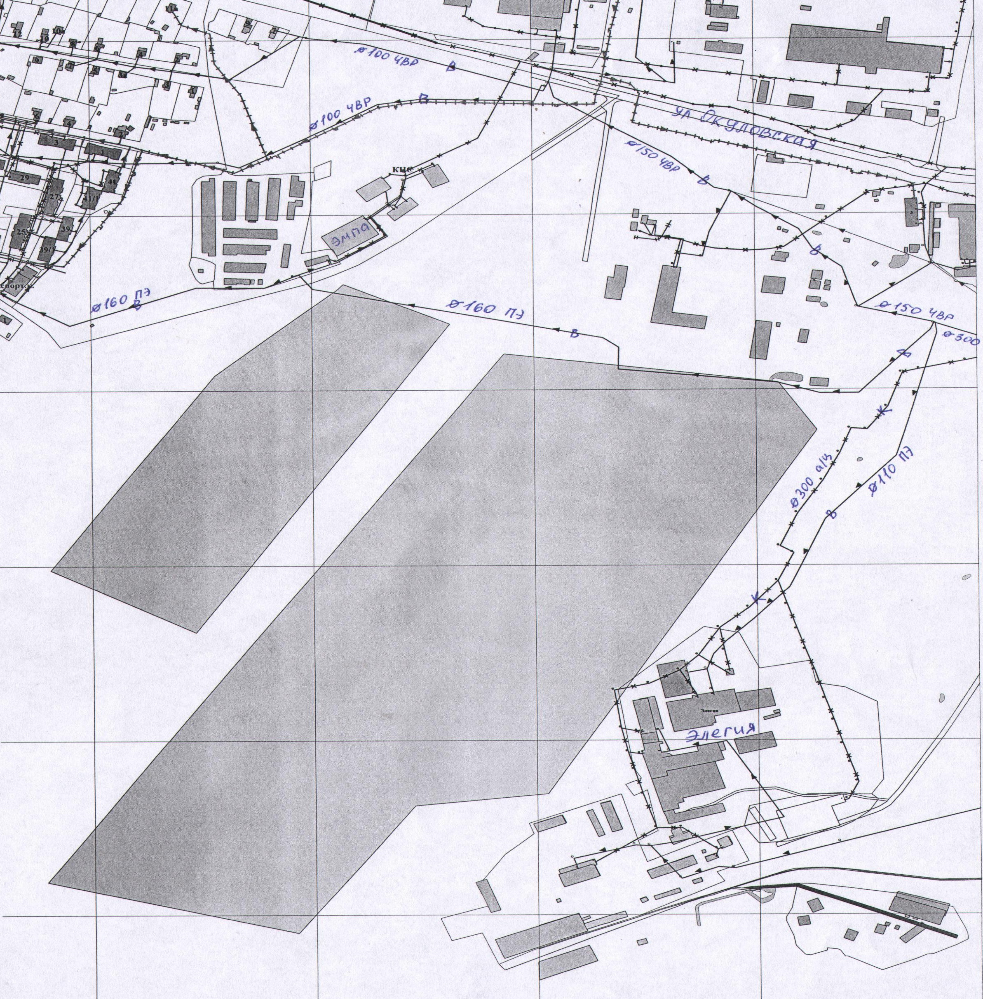 ø100 ЧВР
В
В
ø100 ЧВР
ул Окуловская
ø150 ЧВР
В
КНС
эмпа
В
ø160 ПЭ
В
ø160 ПЭ
В
ø150 ЧВР
ø300
В
К
ø300 а/ц
ø110 ПЭ
В
К
Элегия